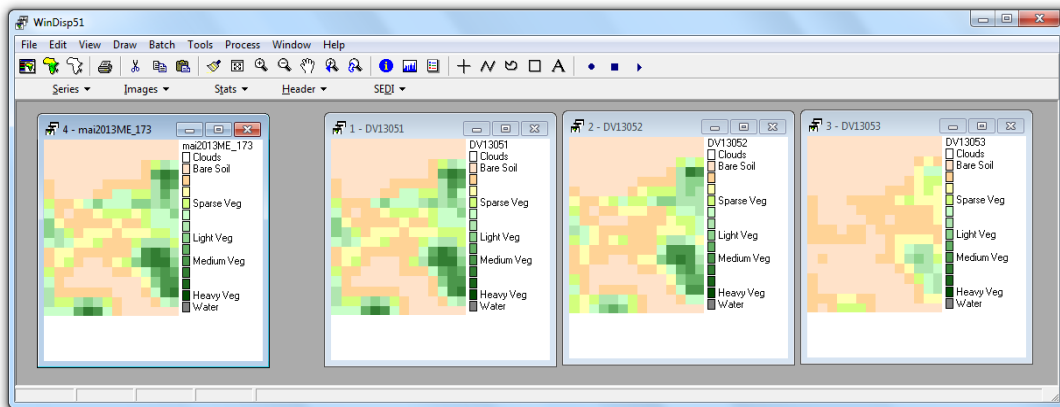 WinDisp51
File Edit View Draw Batch Tools Process Window Help
A
Series Images Stats Header SEDI
4 - mai2013ME_173
mai2013ME_173
Clouds
Bare Soil
Sparse Veg
Light Veg
Medium Veg
Heavy Veg
Water
1 - DV13051
DV13051
Clouds
Bare Soil
Sparse Veg
Light Veg
Medium Veg
Heavy Veg
Water
2 - DV13052
DV13052
Clouds
Bare Soil
Sparse Veg
Light Veg
Medium Veg
Heavy Veg
Water
3 - DV13053
DV13053
Clouds
Bare Soil
Sparse Veg
Light Veg
Medium Veg
Heavy Veg
Water